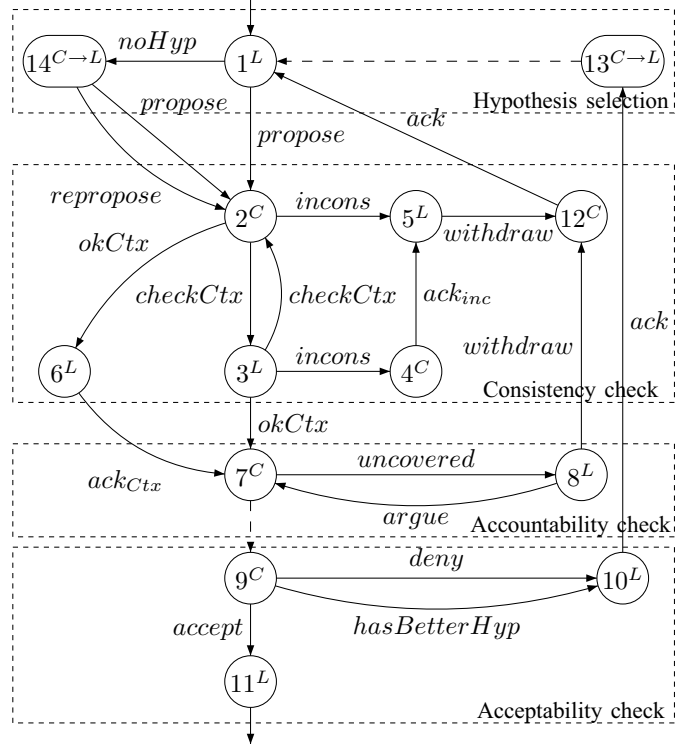 noHyp
14^{C→L}
1^L
13^{C→L}
propose
Hypothesis selection
ack
propose
repropose
2^C
incons
5^L
withdraw
12^C
okCtx
checkCtx
checkCtx
ack_{inc}
ack
withdraw
6^L
3^L
incons
4^C
Consistency check
okCtx
ack_{Ctx}
7^C
uncovered
8^L
argue
Accountability check
9^C
deny
10^L
accept
hasBetterHyp
11^L
Acceptability check